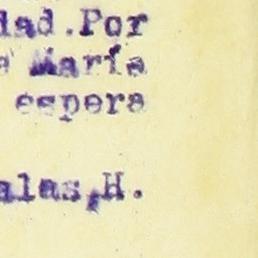 dad.Por
e María
espera
alas,H.